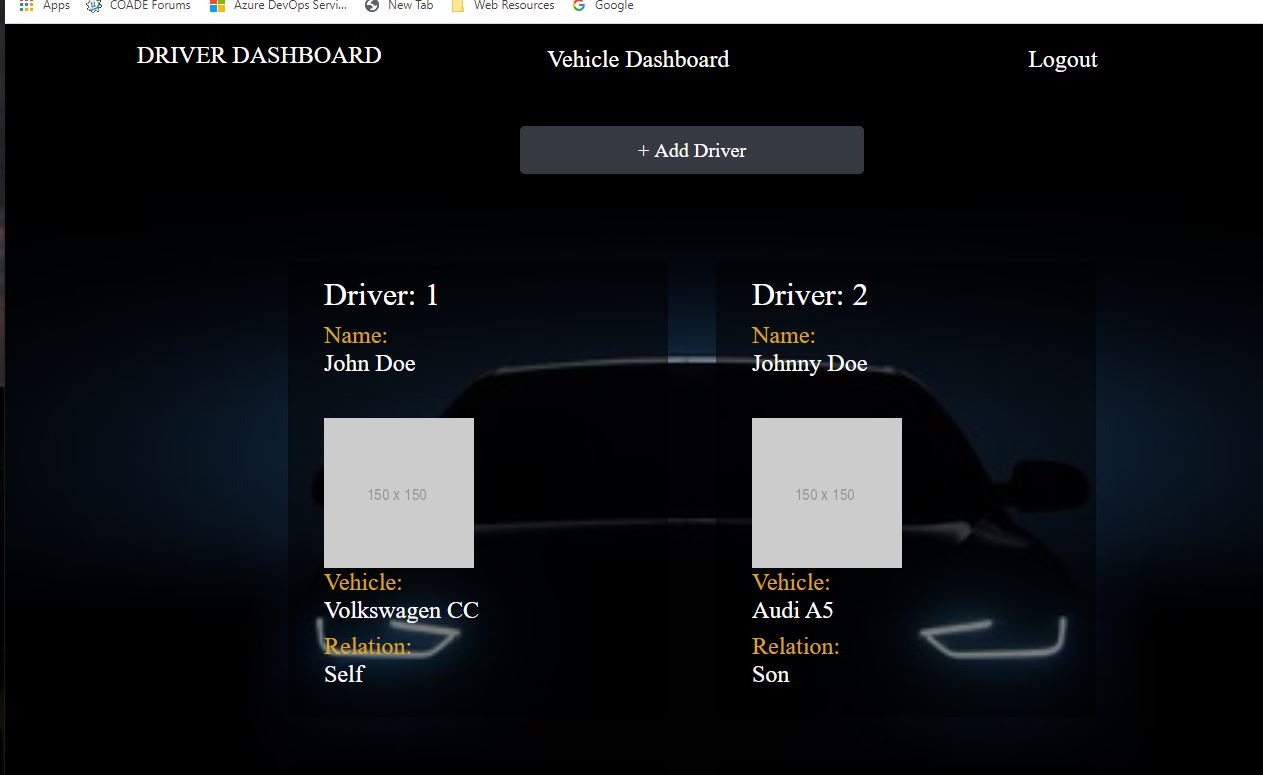 Apps COADE Forums Azure DevOps Servi... New Tab Web Resources Google
DRIVER DASHBOARD Vehicle Dashboard Logout
+ Add Driver
Driver: 1
Name:
John Doe
150 x 150
Vehicle:
Volkswagen CC
Relation:
Self
Driver: 2
Name:
Johnny Doe
150 x 150
Vehicle:
Audi A5
Relation:
Son